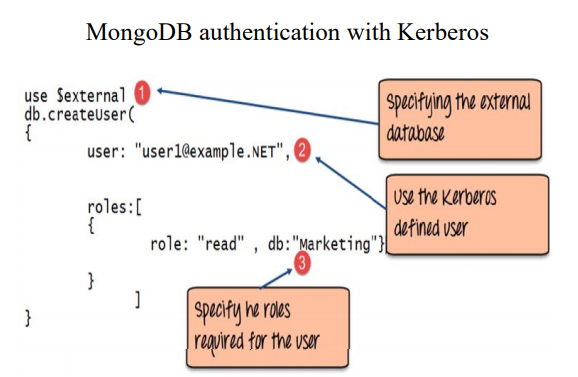 MongoDB authentication with Kerberos
use $external 1
db.createUser(
{
user: "user1@example.NET", 2
roles:[
{
role: "read" , db:"Marketing"}
3
}
]
}
Specifying the external
database
Use the Kerberos
defined user
Specify he roles
required for the user